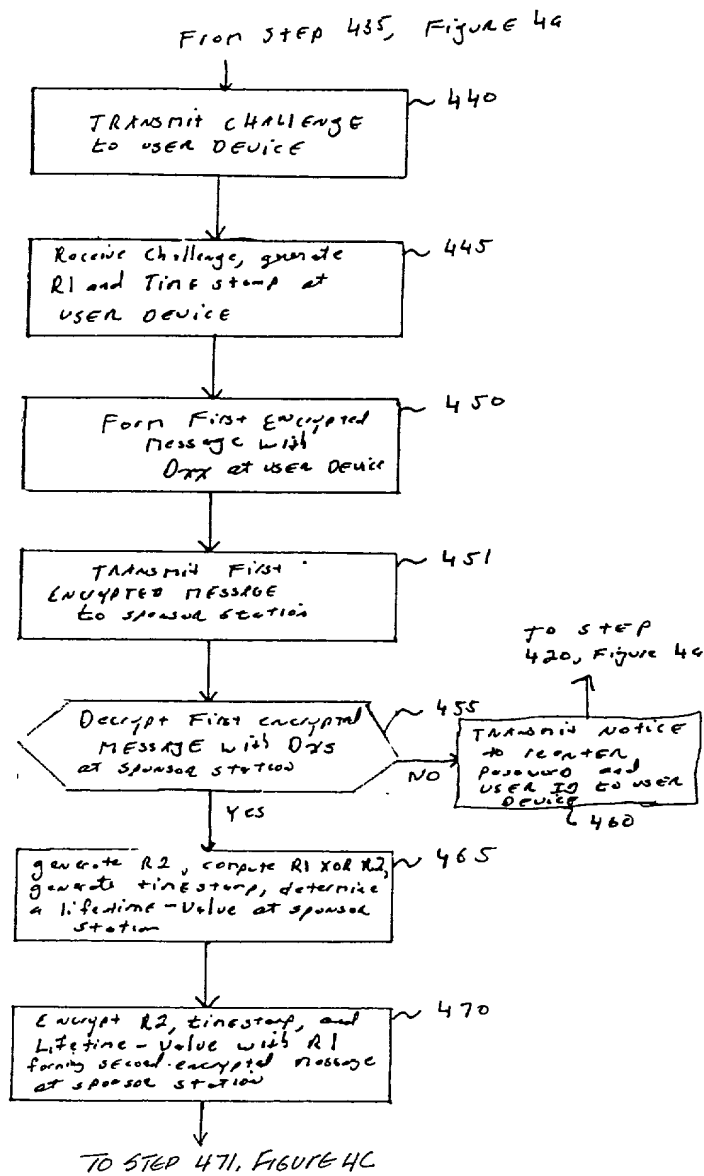 From STEP 435, FIGURE 4a
440
TRANSMIT CHALLENGE
to USER DEVICE
445
Receive Challenge, generate
R1 and TimEstamp at
USER DEVICE
450
Form First Encrypted
Message with
Dxx at USER DEVICE
451
TRANSMIT FIRST
ENCRYPTED MESSAGE
to sponsor station
To STEP
420, Figure 4a
455
Decrypt First encrypted
MESSAGE with Dxs
at sponsor station
NO
YES
TRANSMIT NOTICE
to reenter
password and
USER ID to USER
DEVICE
460
generate R2, compute R1 XOR R2,
generate timEstamp, determine
a lifetime-value at sponsor
station
465
Encrypt R2, timestamp, and
Lifetime-value with R1
forming second encrypted message
at sponsor station
470
TO STEP 471, FIGURE 4C